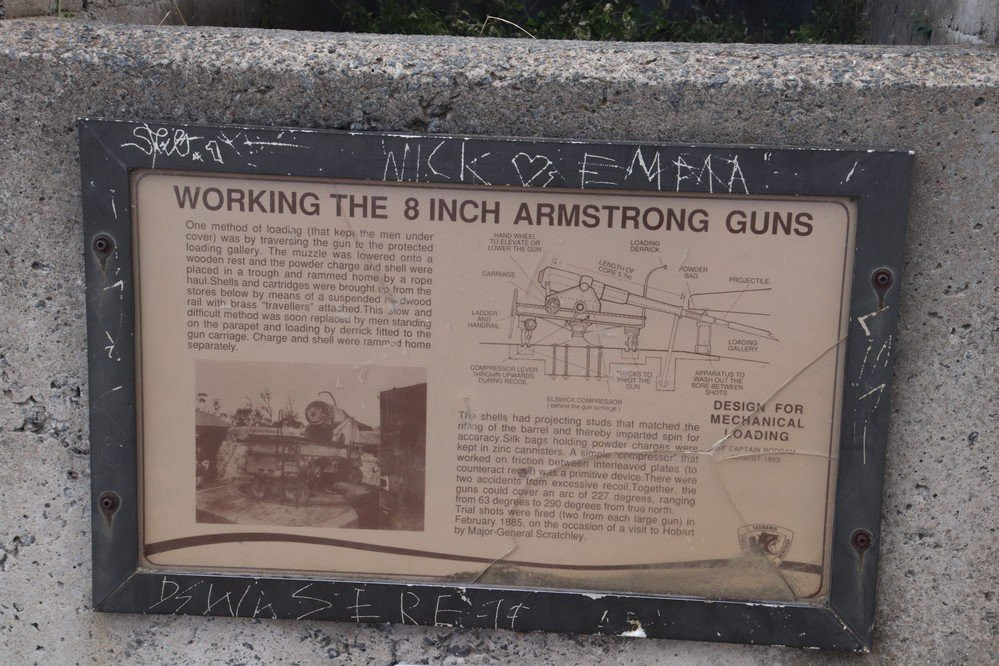 NICK ♡ EMMA
WORKING THE 8 INCH ARMSTRONG GUNS
One method of loading (that kept the men under
cover) was by traversing the gun to the protected
loading gallery. The muzzle was lowered onto a
wooden rest and the powder charge and shell were
placed in a trough and rammed home by a rope
haul.Shells and cartridges were brought up from the
stores below by means of a suspended
rail with brass "travellers" attached.This slow and
difficult method was soon replaced by men standing
on the parapet and loading by derrick fitted to the
gun carriage. Charge and shell were rammed home
separately.
HAND WHEEL
TO ELEVATE OR
LOWER THE GUN
LOADING
DERRICK
CARRIAGE
LENGTH OF
CORE 5.7m
POWDER
BAG
PROJECTILE
LADDER
AND
HANDRAIL
LOADING
GALLERY
COMPRESSOR LEVER
THROWN UPWARDS
DURING RECOIL
TRACKS TO
PIVOT THE
GUN
APPARATUS TO
WASH OUT THE
BORE BETWEEN
SHOTS
ELSWICK COMPRESSOR
(behind the gun carriage)
DESIGN FOR
MECHANICAL
LOADING
BY CAPTAIN BODDAM
AUGUST 1883
The shells had projecting studs that matched the
rifling of the barrel and thereby imparted spin for
accuracy.Silk bags holding powder charges were
kept in zinc cannisters. A simple "compressor" that
worked on friction between interleaved plates (to
counteract recoil) was a primitive device.There were
two accidents from excessive recoil.Together, the
guns could cover an arc of 227 degrees, ranging
from 63 degrees to 290 degrees from true north.
Trial shots were fired (two from each large gun) in
February 1885, on the occasion of a visit to Hobart
by Major-General Scratchley.
TASMANIA